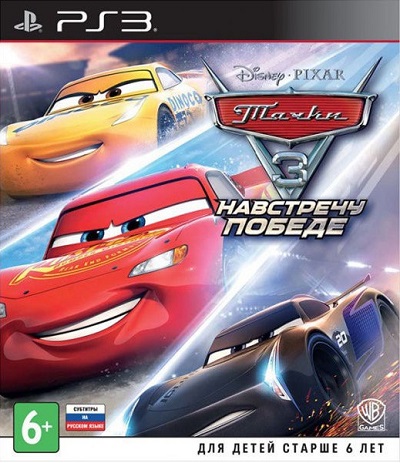 PS3
Disney · PIXAR
Тачки
3
НАВСТРЕЧУ
ПОБЕДЕ
DINOCO
20
6+
СУБТИТРЫ
НА
РУССКОМ ЯЗЫКЕ
WB
GAMES
ДЛЯ ДЕТЕЙ СТАРШЕ 6 ЛЕТ